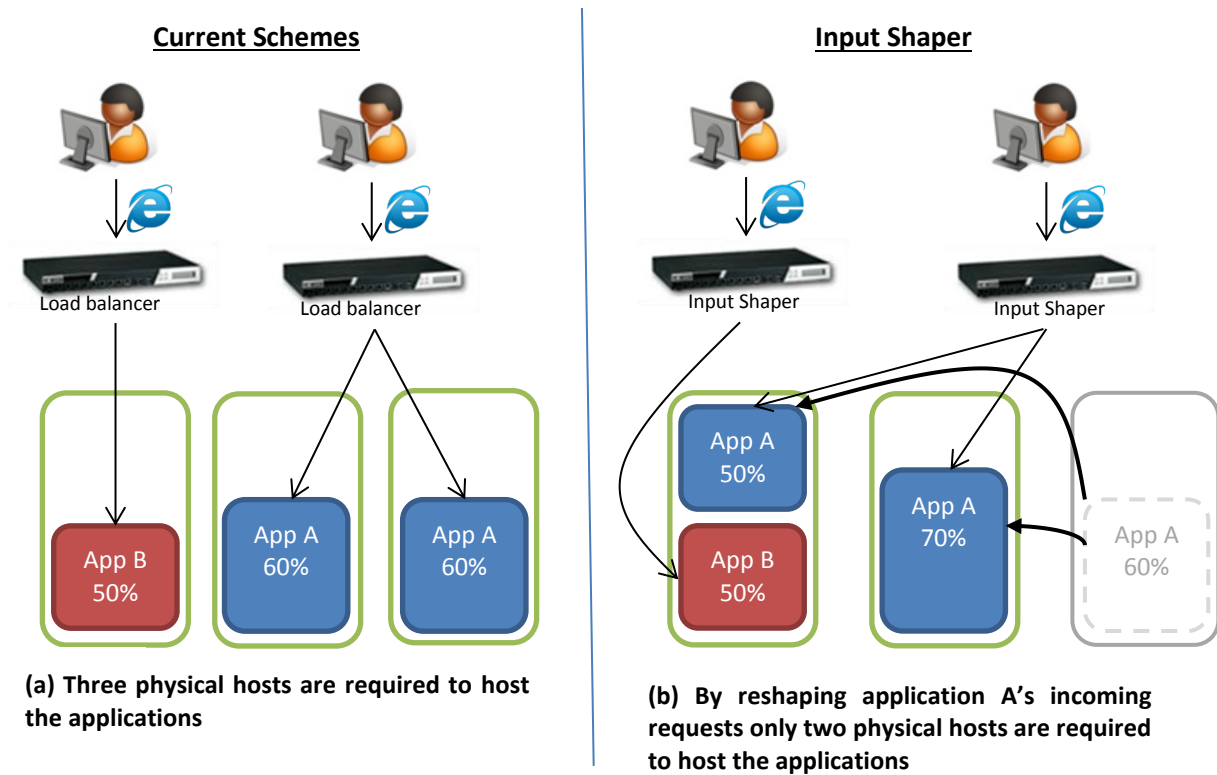 Current Schemes
Load balancer
Load balancer
App B
50%
App A
60%
App A
60%
(a) Three physical hosts are required to host
the applications
Input Shaper
Input Shaper
Input Shaper
App A
50%
App B
50%
App A
70%
App A
60%
(b) By reshaping application A’s incoming
requests only two physical hosts are required
to host the applications